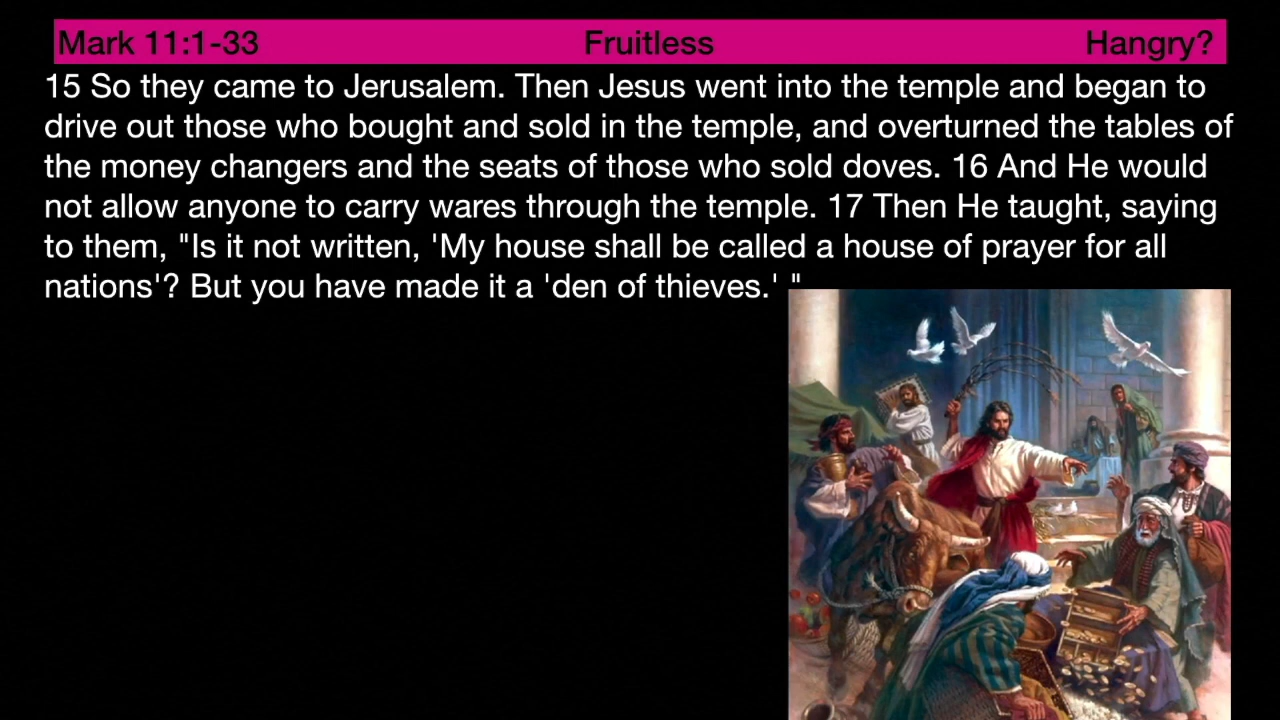 Mark 11:1-33 Fruitless Hangry?
15 So they came to Jerusalem. Then Jesus went into the temple and began to
drive out those who bought and sold in the temple, and overturned the tables of
the money changers and the seats of those who sold doves. 16 And He would
not allow anyone to carry wares through the temple. 17 Then He taught, saying
to them, "Is it not written, 'My house shall be called a house of prayer for all
nations'? But you have made it a 'den of thieves.' "